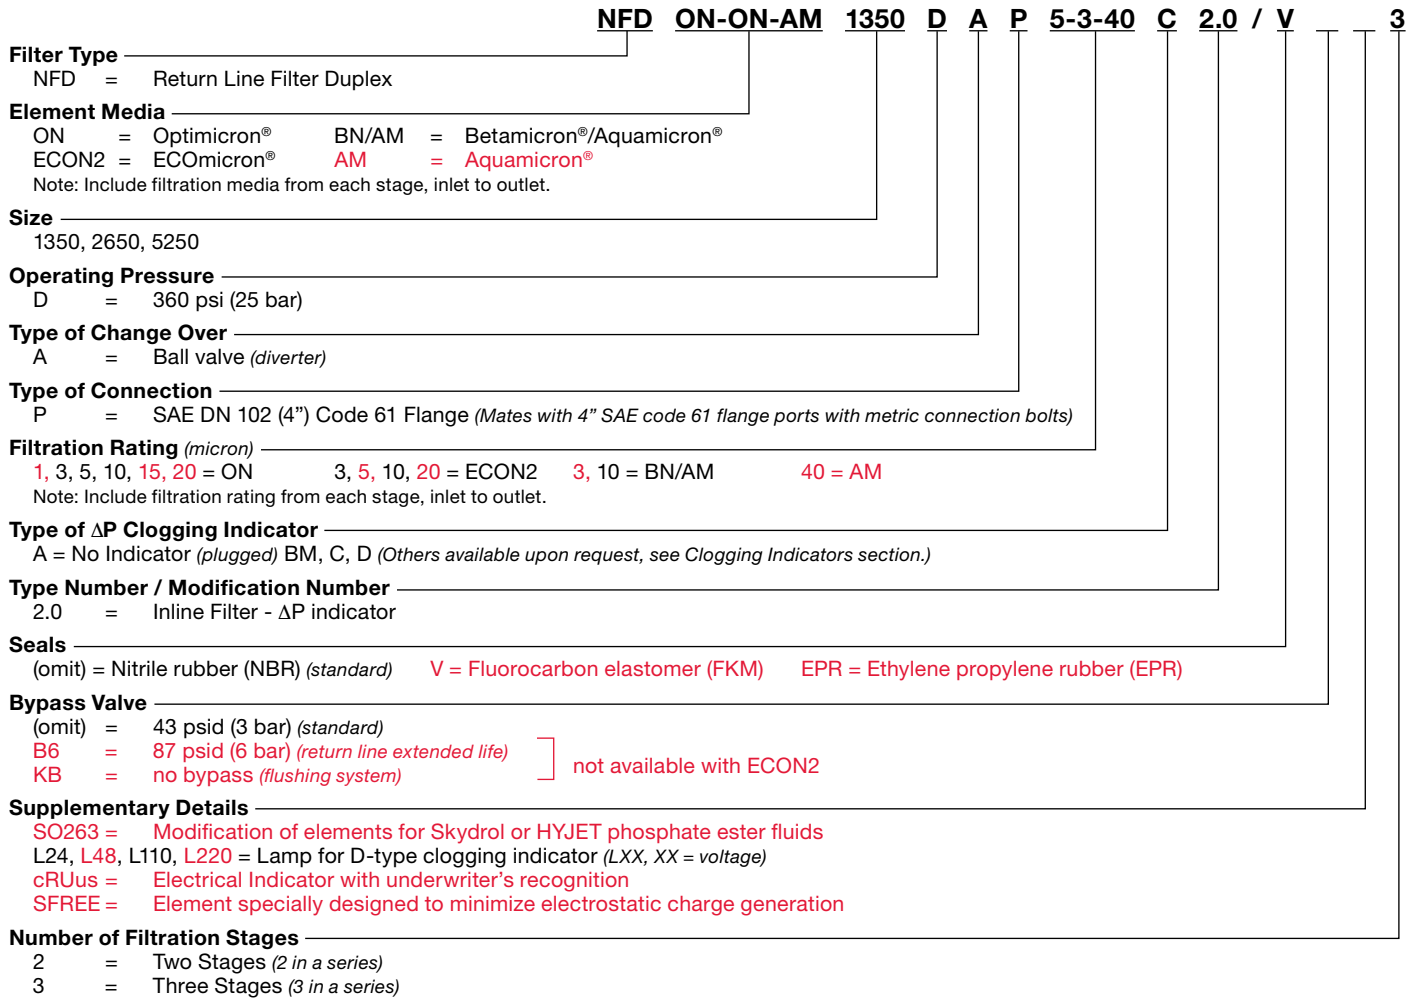 NFD ON-ON-AM 1350 D A P 5-3-40 C 2.0 / V _ _ 3
Filter Type
NFD = Return Line Filter Duplex
Element Media
ON = Optimicron® BN/AM = Betamicron®/Aquamicron®
ECON2 = ECOmicron® AM = Aquamicron®
Note: Include filtration media from each stage, inlet to outlet.
Size
1350, 2650, 5250
Operating Pressure
D = 360 psi (25 bar)
Type of Change Over
A = Ball valve (diverter)
Type of Connection
P = SAE DN 102 (4”) Code 61 Flange (Mates with 4” SAE code 61 flange ports with metric connection bolts)
Filtration Rating (micron)
1, 3, 5, 10, 15, 20 = ON 3, 5, 10, 20 = ECON2 3, 10 = BN/AM 40 = AM
Note: Include filtration rating from each stage, inlet to outlet.
Type of ΔP Clogging Indicator
A = No Indicator (plugged) BM, C, D (Others available upon request, see Clogging Indicators section.)
Type Number / Modification Number
2.0 = Inline Filter - ΔP indicator
Seals
(omit) = Nitrile rubber (NBR) (standard) V = Fluorocarbon elastomer (FKM) EPR = Ethylene propylene rubber (EPR)
Bypass Valve
(omit) = 43 psid (3 bar) (standard)
B6 = 87 psid (6 bar) (return line extended life)
KB = no bypass (flushing system)
not available with ECON2
Supplementary Details
SO263 = Modification of elements for Skydrol or HYJET phosphate ester fluids
L24, L48, L110, L220 = Lamp for D-type clogging indicator (LXX, XX = voltage)
cRUus = Electrical Indicator with underwriter’s recognition
SFREE = Element specially designed to minimize electrostatic charge generation
Number of Filtration Stages
2 = Two Stages (2 in a series)
3 = Three Stages (3 in a series)